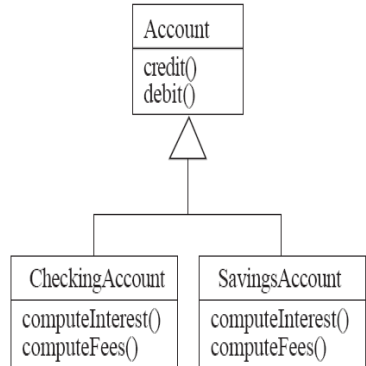 Account
credit()
debit()
CheckingAccount
computeInterest()
computeFees()
SavingsAccount
computeInterest()
computeFees()